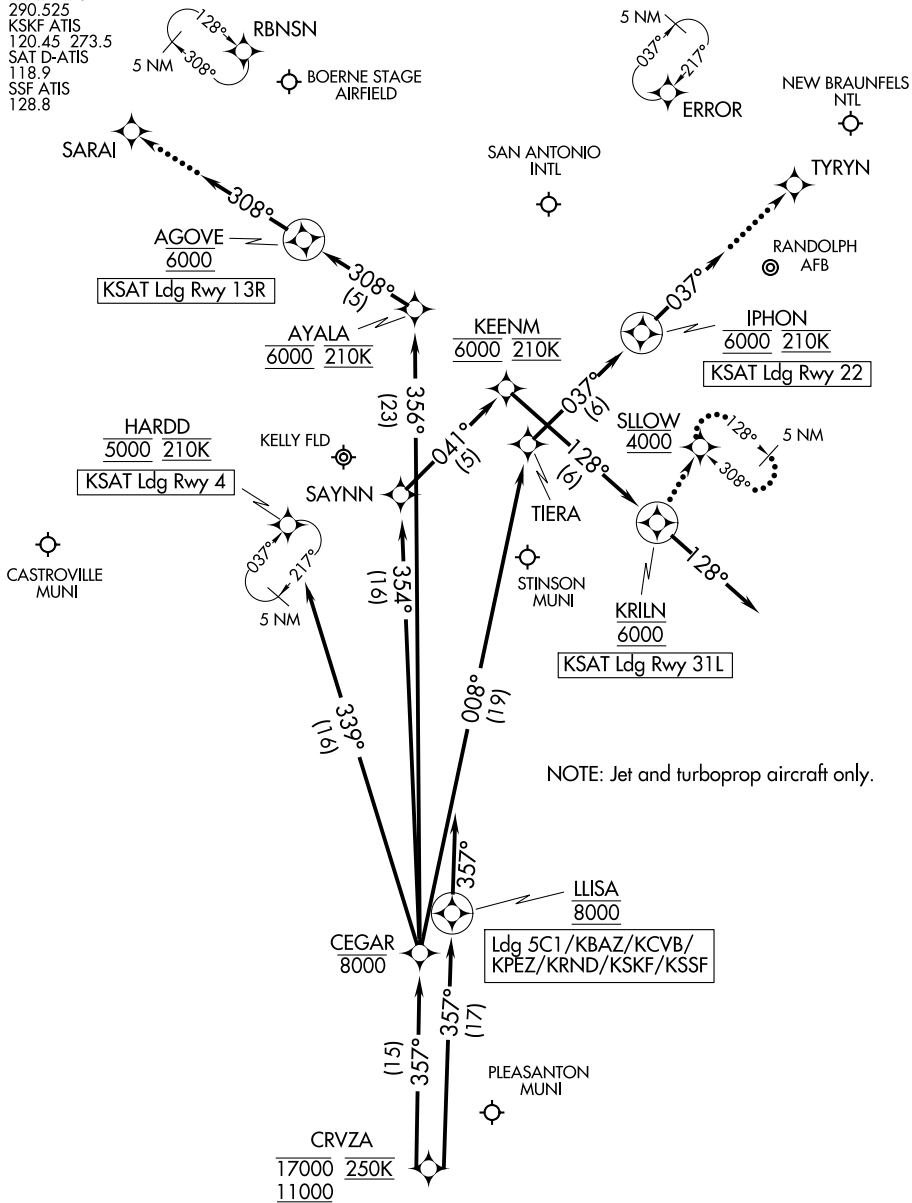 290.525
KSKF ATIS
120.45 273.5
SAT D-ATIS
118.9
SSF ATIS
128.8
128°
308°
5 NM
RBNSN
BOERNE STAGE
AIRFIELD
5 NM
037°
217°
ERROR
NEW BRAUNFELS
NTL
SARAI
SAN ANTONIO
INTL
TYRYN
308°
AGOVE
6000
KSAT Ldg Rwy 13R
308°
(5)
RANDOLPH
AFB
037°
AYALA
6000 210K
KEENM
6000 210K
IPHON
6000 210K
KSAT Ldg Rwy 22
037°
(6)
356°
(23)
HARDD
5000 210K
KSAT Ldg Rwy 4
KELLY FLD
041°
(5)
128°
(6)
SLLOW
4000
128°
308°
5 NM
SAYNN
TIERA
CASTROVILLE
MUNI
037°
217°
5 NM
354°
(16)
STINSON
MUNI
128°
KRILN
6000
KSAT Ldg Rwy 31L
339°
(16)
008°
(19)
NOTE: Jet and turboprop aircraft only.
357°
LLISA
8000
Ldg 5C1/KBAZ/KCVB/
KPEZ/KRND/KSKF/KSSF
CEGAR
8000
357°
(15)
357°
(17)
PLEASANTON
MUNI
CRVZA
17000 250K
11000